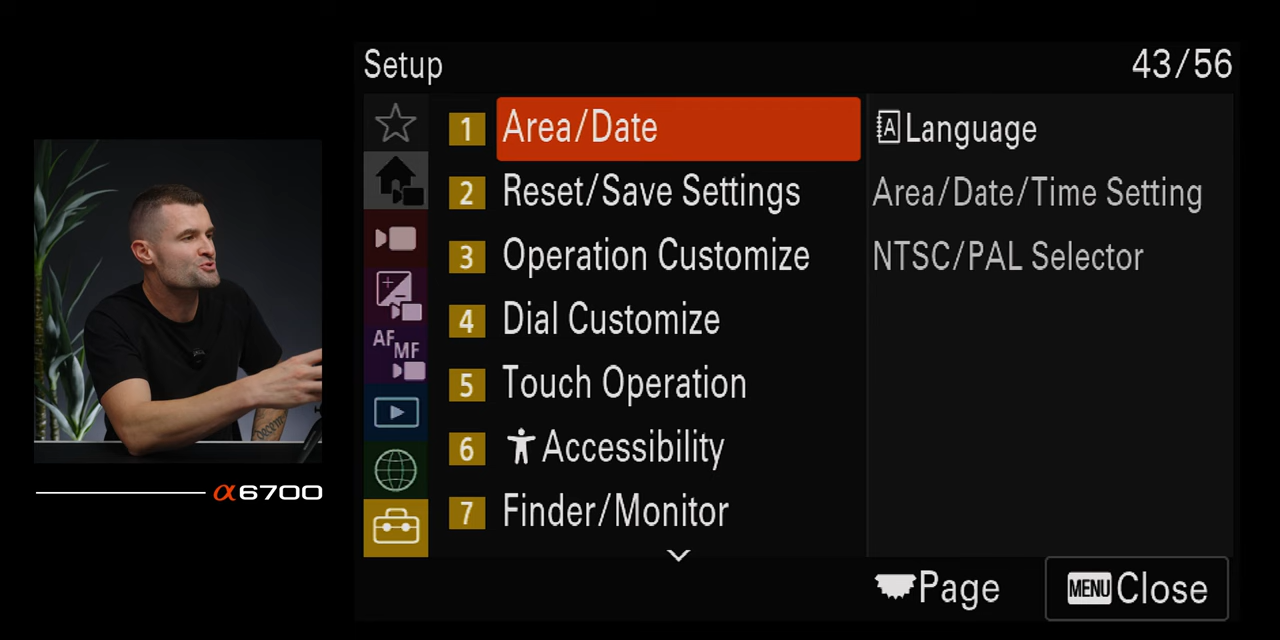 Setup
43/56
1 Area/Date
2 Reset/Save Settings
3 Operation Customize
4 Dial Customize
5 Touch Operation
6 Accessibility
7 Finder/Monitor
A Language
Area/Date/Time Setting
NTSC/PAL Selector
AF MF
decem
α6700
Page
MENU Close